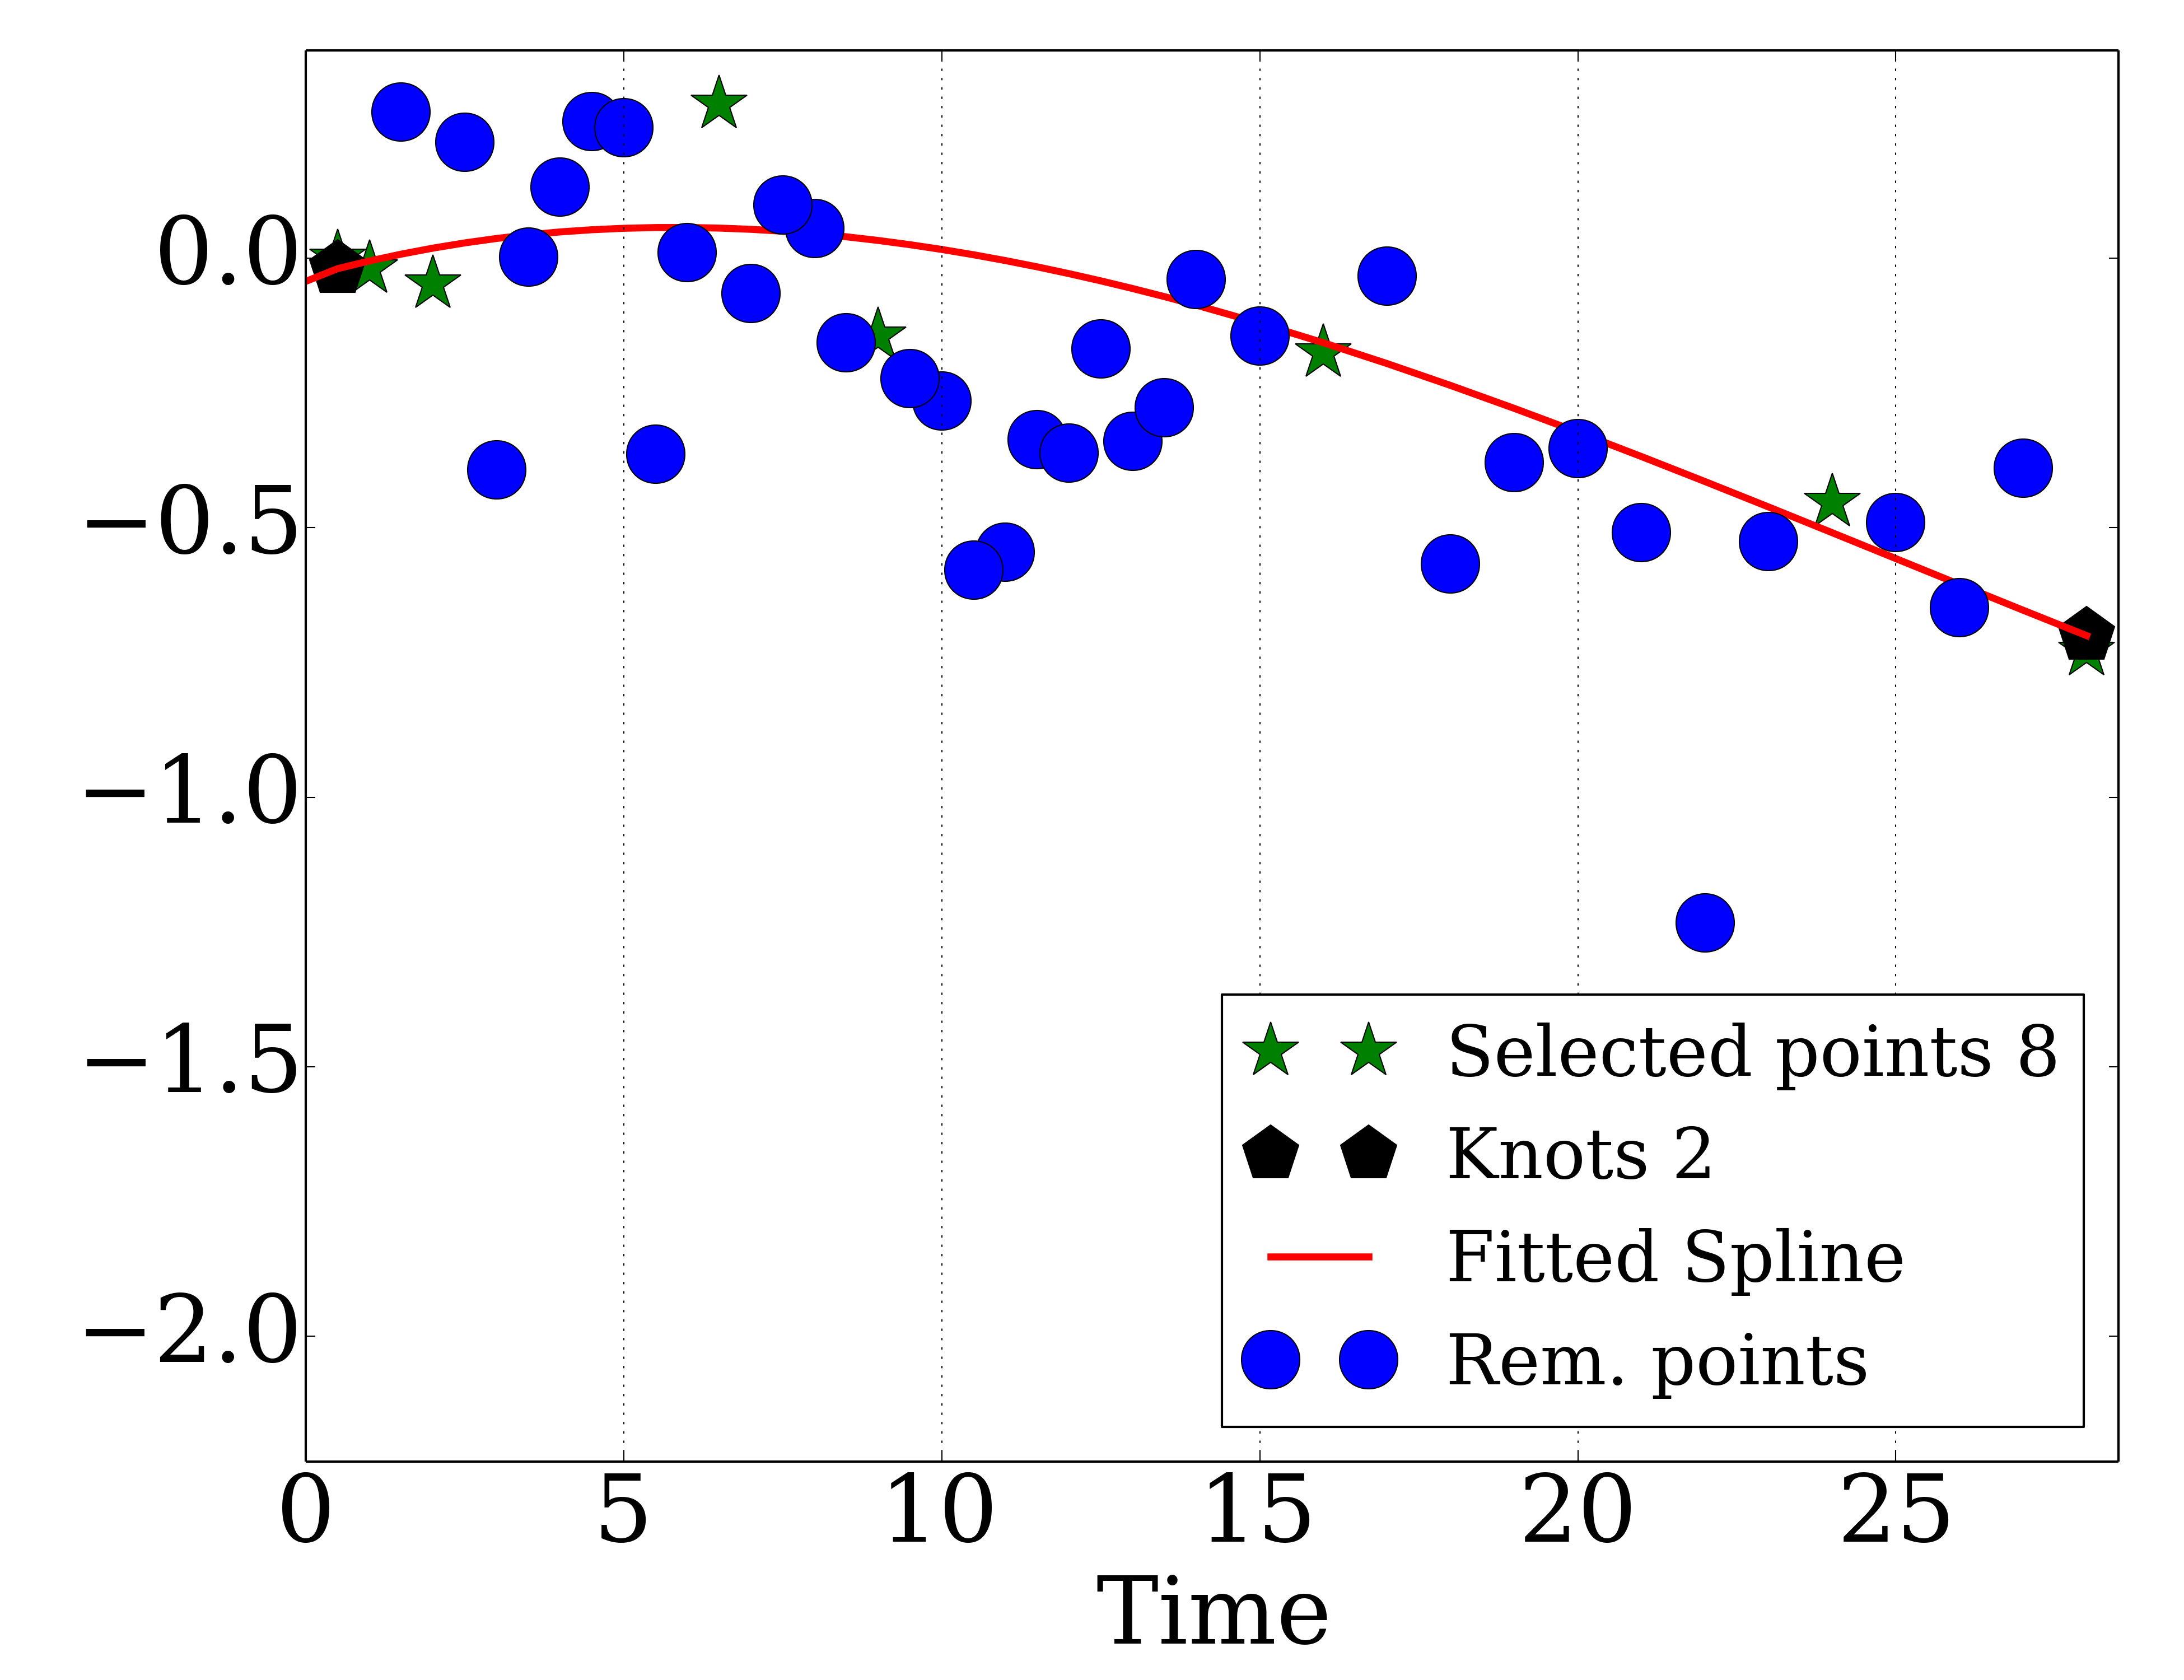 0.0
−0.5
−1.0
−1.5
−2.0
Selected points 8
Knots 2
Fitted Spline
Rem. points
0 5 10 15 20 25
Time